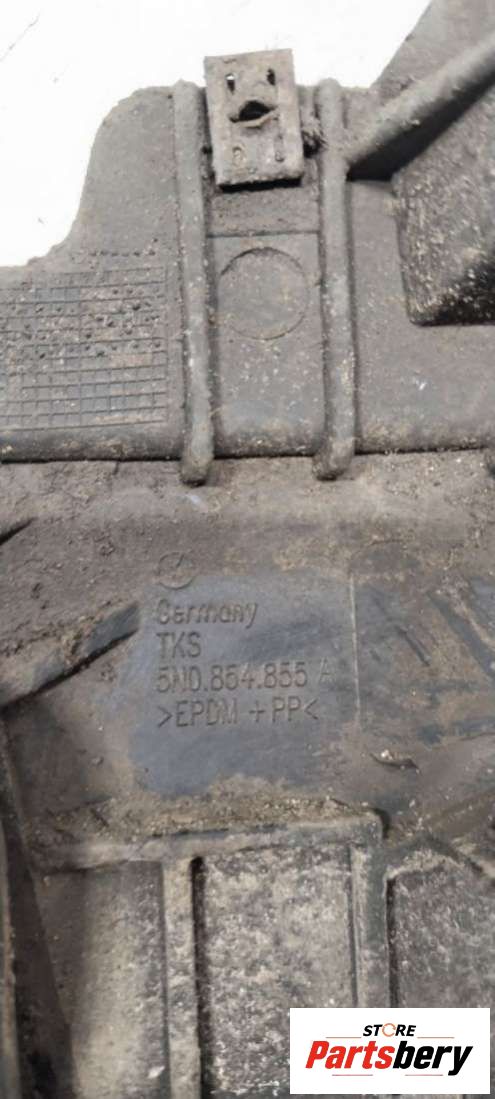 Germany
TKS
5N0.854.855 A
>EPDM + PP<
STORE
Partsbery